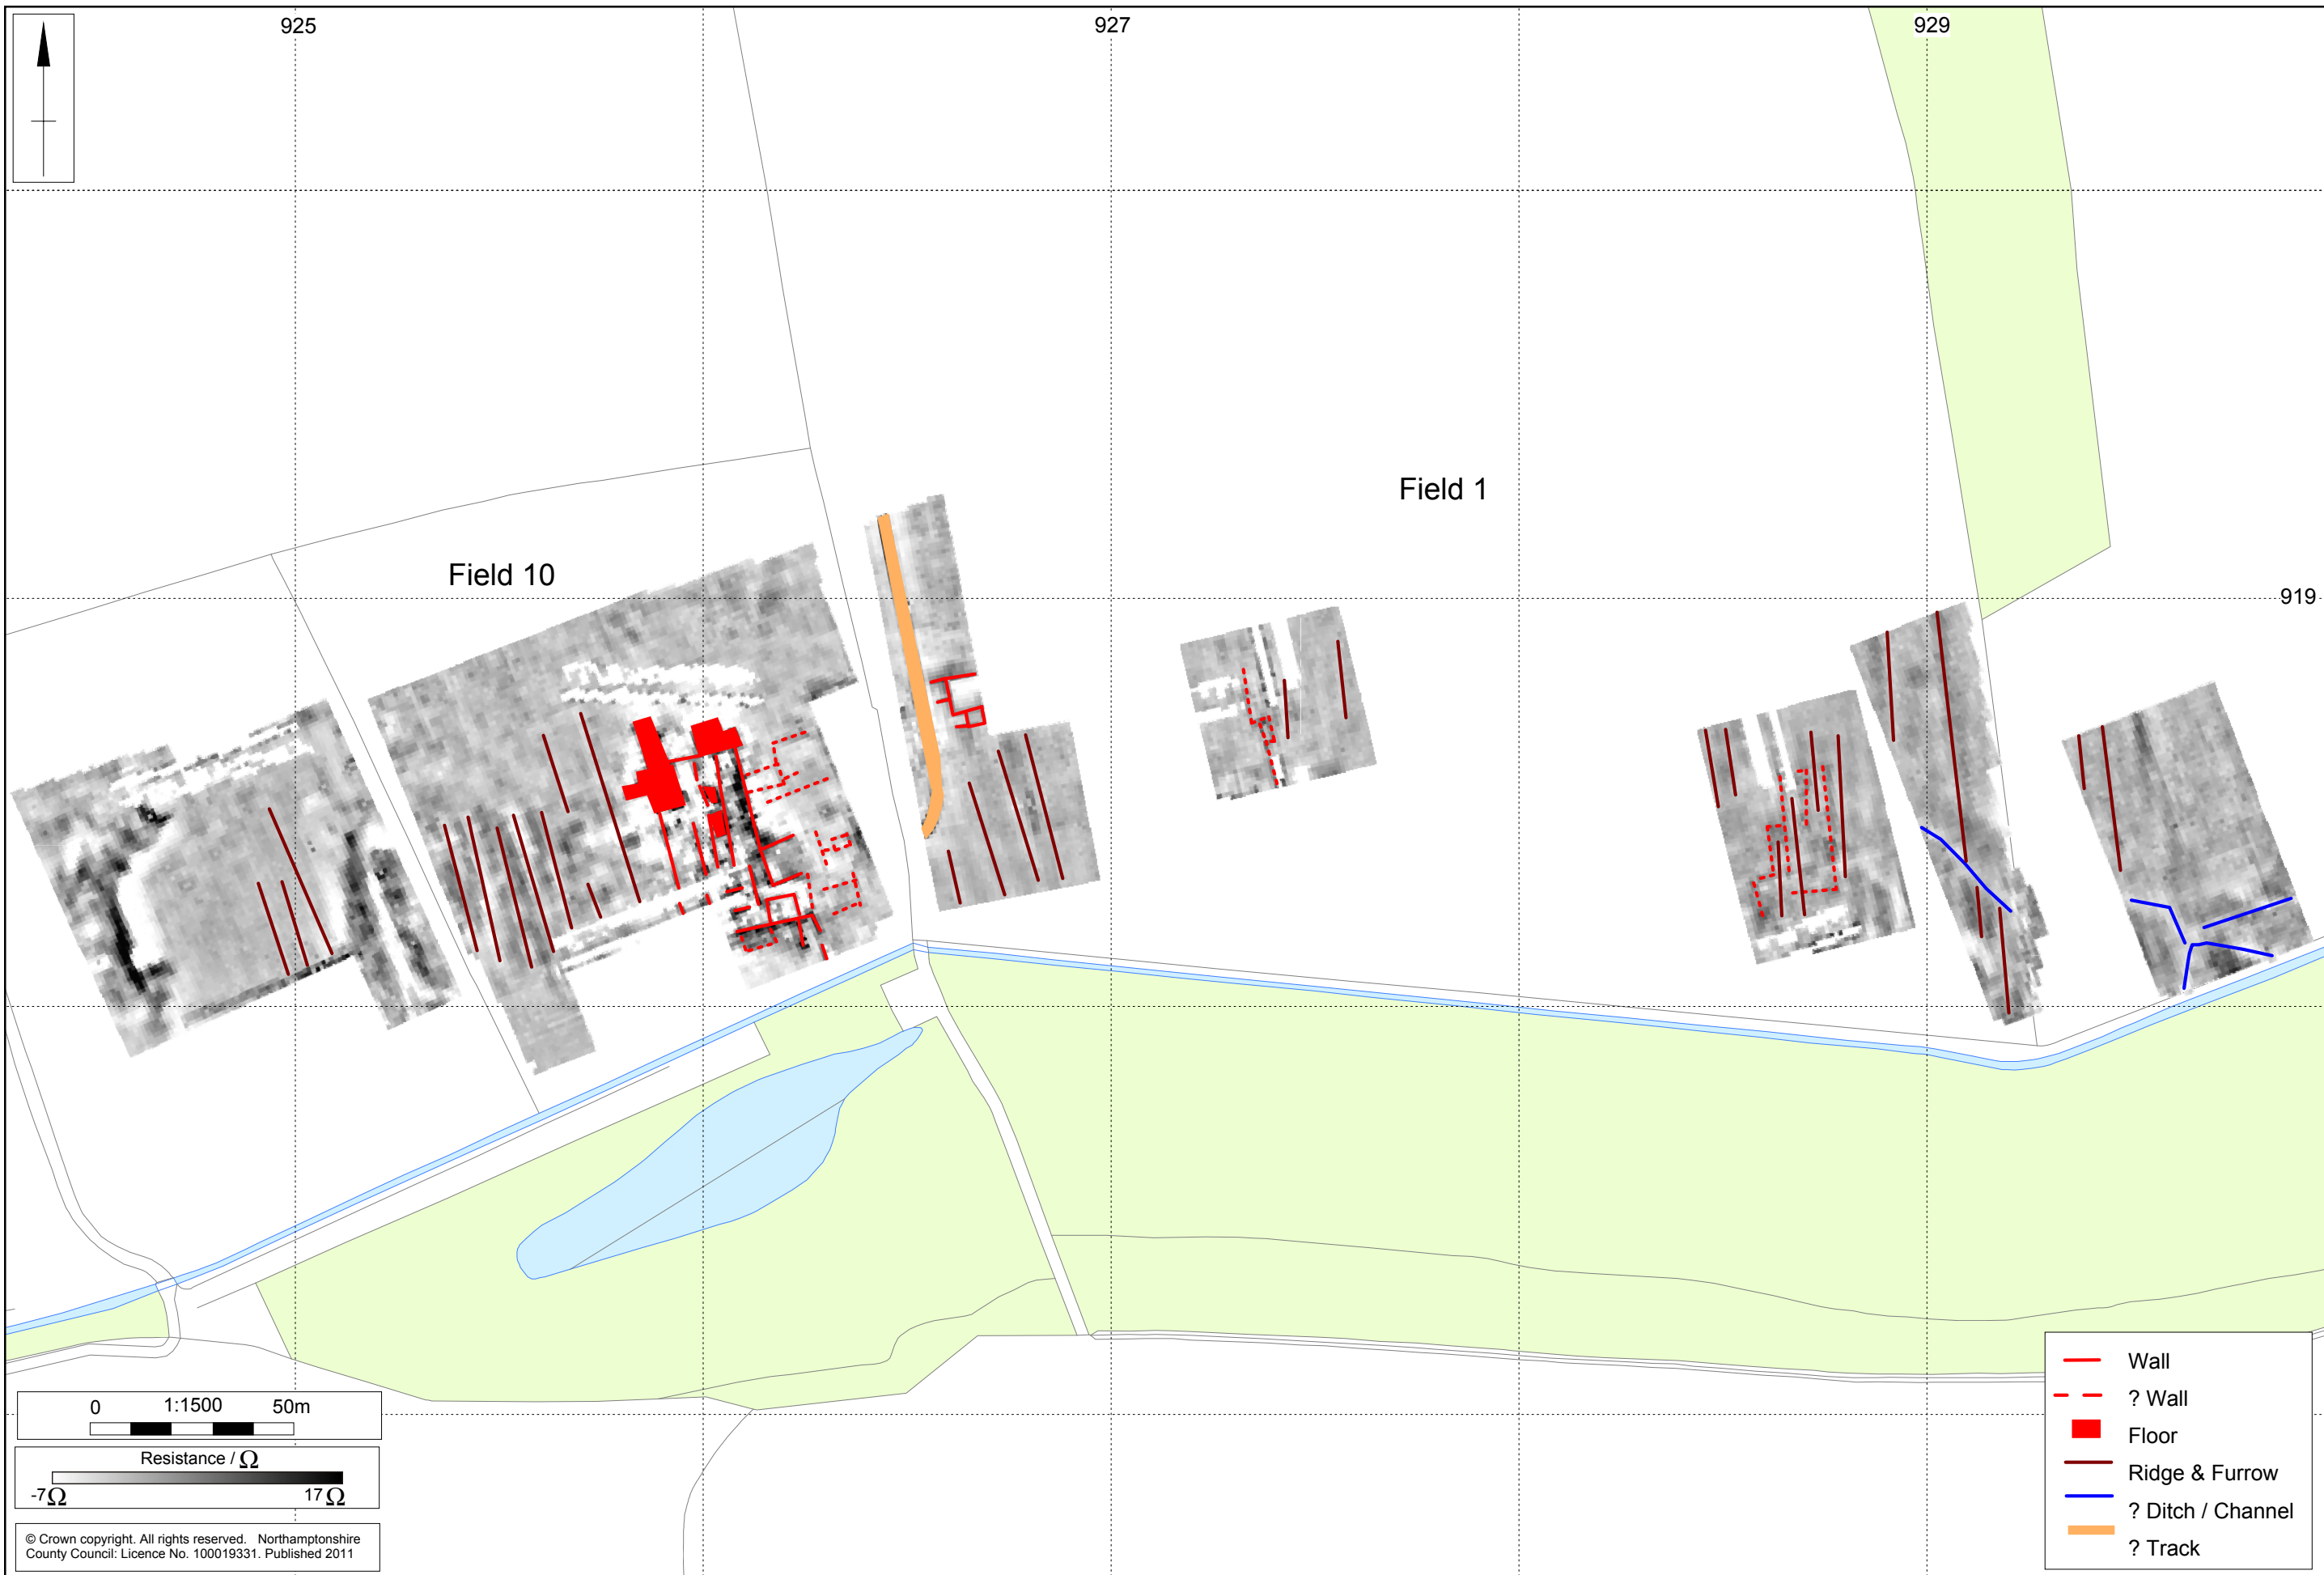 925
927
929
Field 1
Field 10
919
0 1:1500 50m
Resistance / Ω
-7Ω 17Ω
© Crown copyright. All rights reserved. Northamptonshire
County Council: Licence No. 100019331. Published 2011
Wall
? Wall
Floor
Ridge & Furrow
? Ditch / Channel
? Track